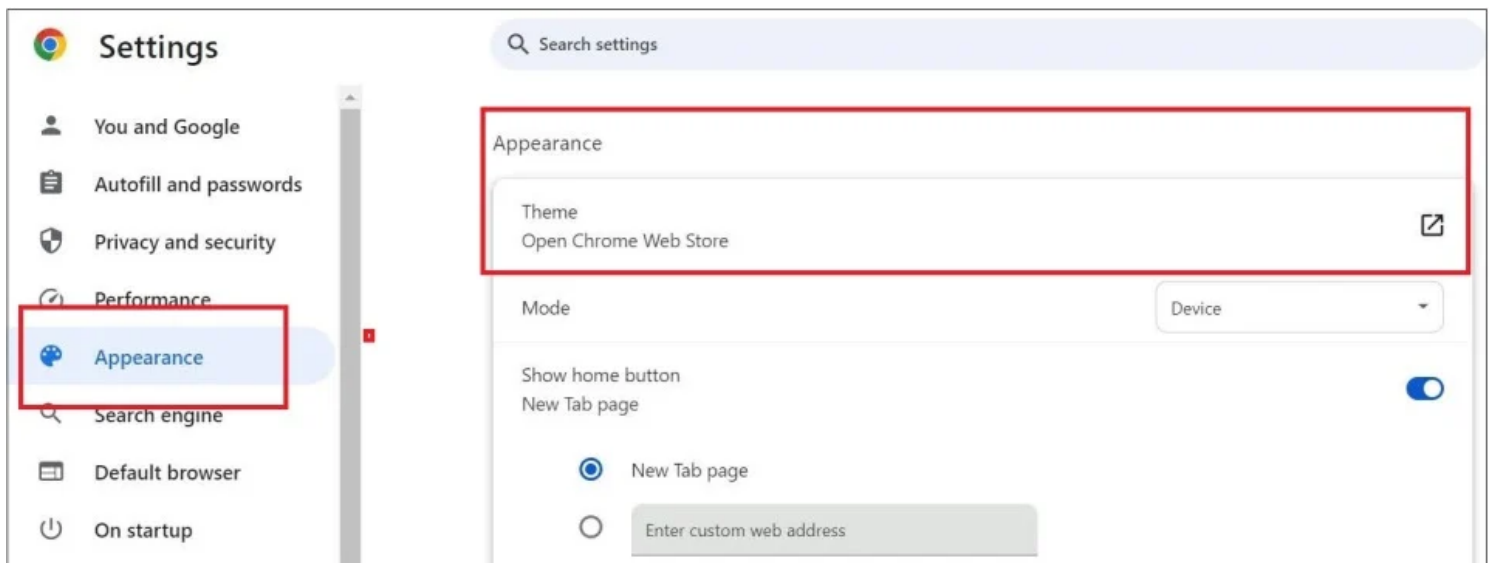 Settings
Search settings
You and Google
Autofill and passwords
Privacy and security
Performance
Appearance
Search engine
Default browser
On startup
Appearance
Theme
Open Chrome Web Store
Mode
Device
Show home button
New Tab page
New Tab page
Enter custom web address